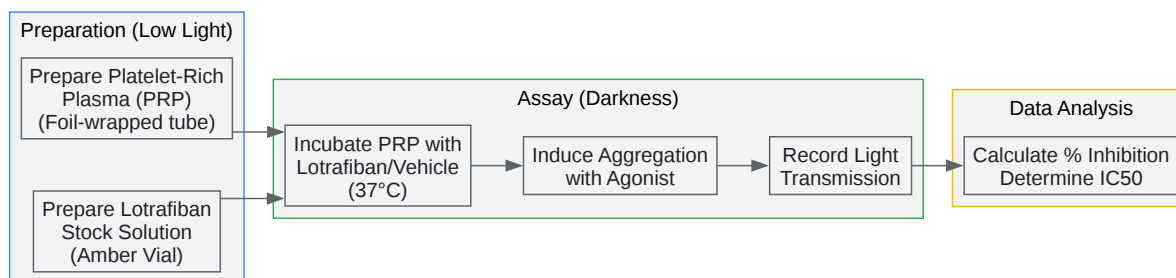 Preparation (Low Light)
Prepare Platelet-Rich
Plasma (PRP)
(Foil-wrapped tube)
Prepare Lotrafiban
Stock Solution
(Amber Vial)
Assay (Darkness)
Incubate PRP with
Lotrafiban/Vehicle
(37°C)
Induce Aggregation
with Agonist
Record Light
Transmission
Data Analysis
Calculate % Inhibition
Determine IC50